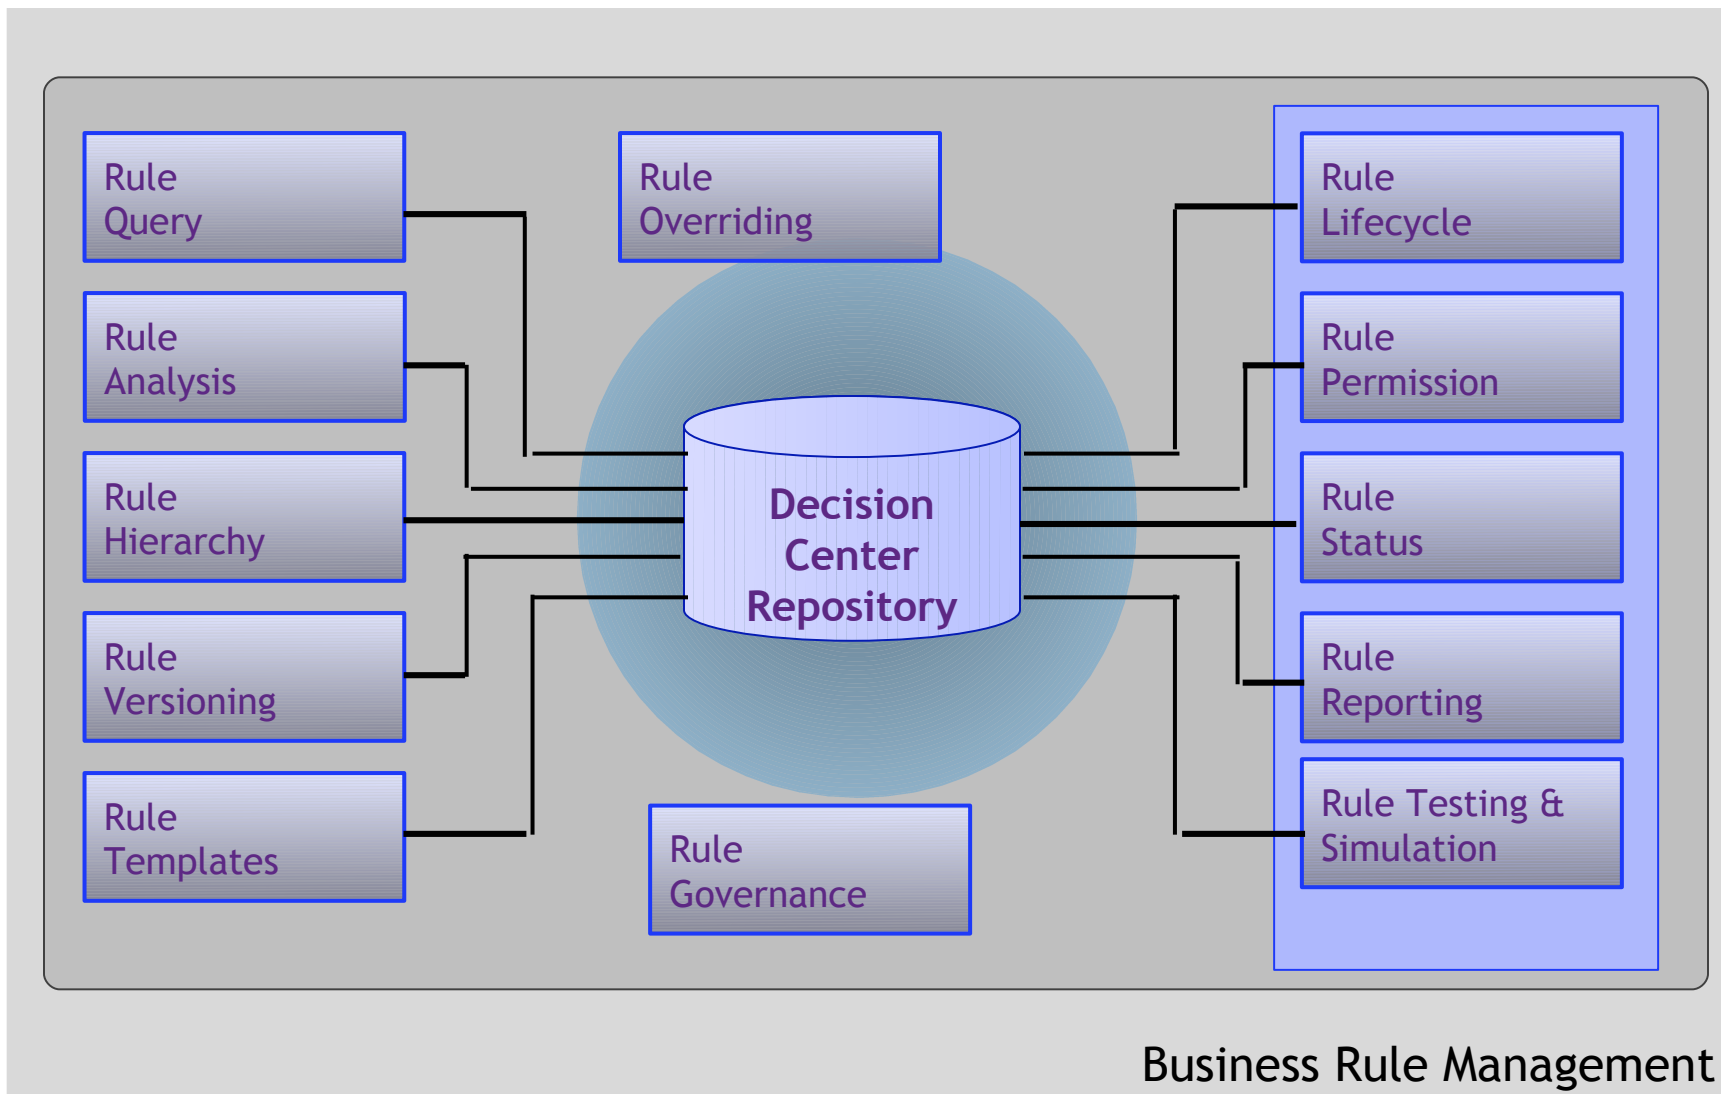 Rule
Query
Rule
Analysis
Rule
Hierarchy
Rule
Versioning
Rule
Templates
Rule
Overriding
Decision
Center
Repository
Rule
Governance
Rule
Lifecycle
Rule
Permission
Rule
Status
Rule
Reporting
Rule Testing &
Simulation
Business Rule Management